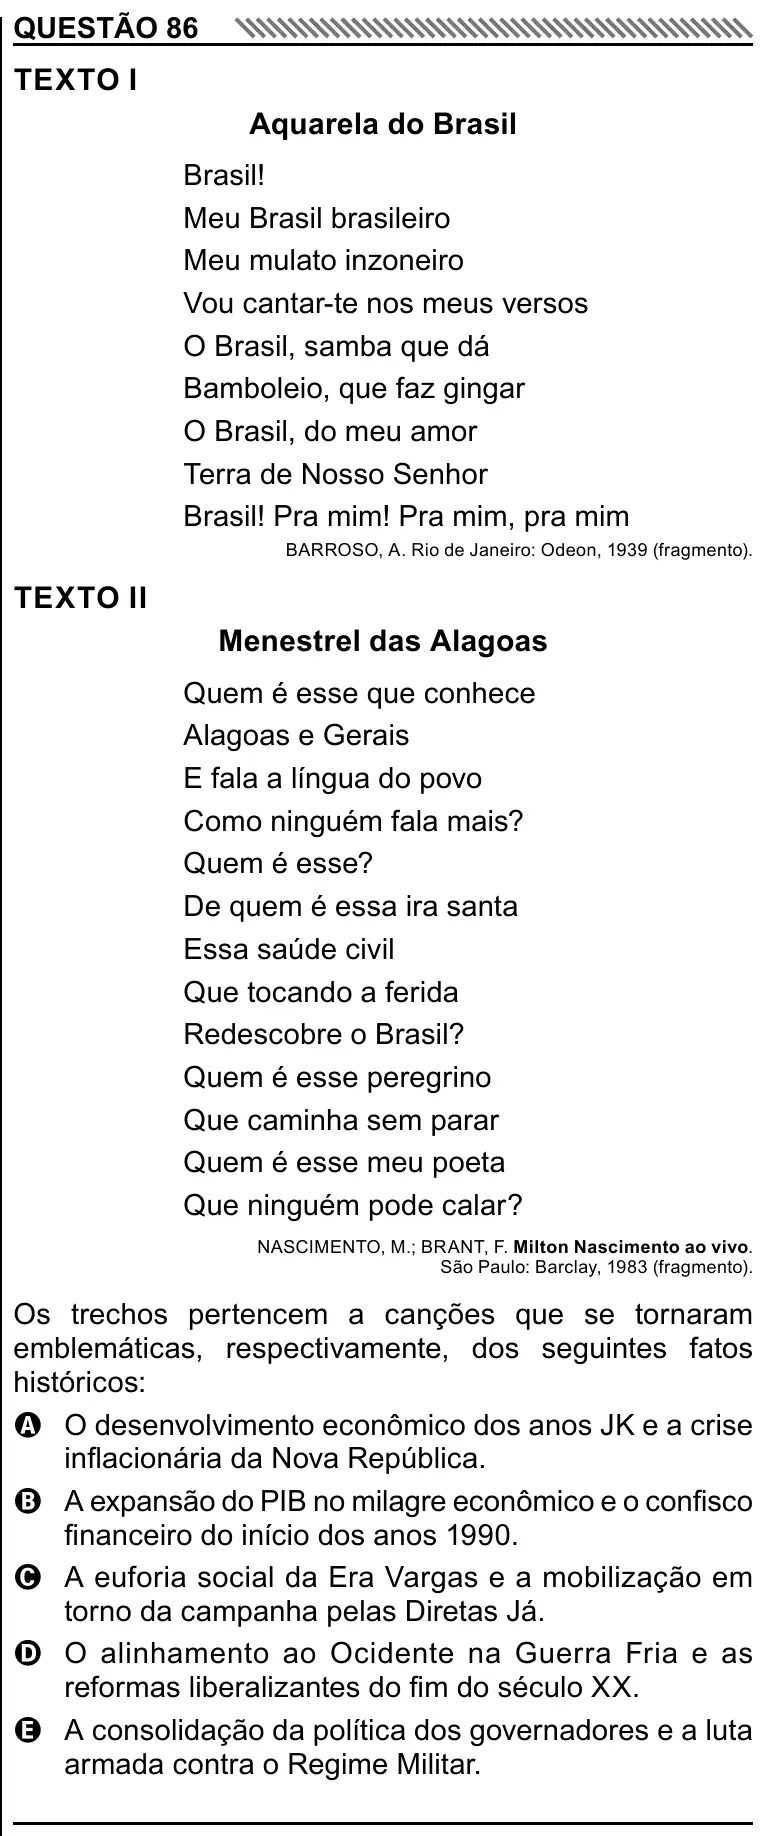 QUESTÃO 86
TEXTO I
Aquarela do Brasil
Brasil!
Meu Brasil brasileiro
Meu mulato inzoneiro
Vou cantar-te nos meus versos
O Brasil, samba que dá
Bamboleio, que faz gingar
O Brasil, do meu amor
Terra de Nosso Senhor
Brasil! Pra mim! Pra mim, pra mim
BARROSO, A. Rio de Janeiro: Odeon, 1939 (fragmento).
TEXTO II
Menestrel das Alagoas
Quem é esse que conhece
Alagoas e Gerais
E fala a língua do povo
Como ninguém fala mais?
Quem é esse?
De quem é essa ira santa
Essa saúde civil
Que tocando a ferida
Redescobre o Brasil?
Quem é esse peregrino
Que caminha sem parar
Quem é esse meu poeta
Que ninguém pode calar?
NASCIMENTO, M.; BRANT, F. Milton Nascimento ao vivo.
São Paulo: Barclay, 1983 (fragmento).
Os trechos pertencem a canções que se tornaram
emblemáticas, respectivamente, dos seguintes fatos
históricos:
A O desenvolvimento econômico dos anos JK e a crise
inflacionária da Nova República.
B A expansão do PIB no milagre econômico e o confisco
financeiro do início dos anos 1990.
C A euforia social da Era Vargas e a mobilização em
torno da campanha pelas Diretas Já.
D O alinhamento ao Ocidente na Guerra Fria e as
reformas liberalizantes do fim do século XX.
E A consolidação da política dos governadores e a luta
armada contra o Regime Militar.